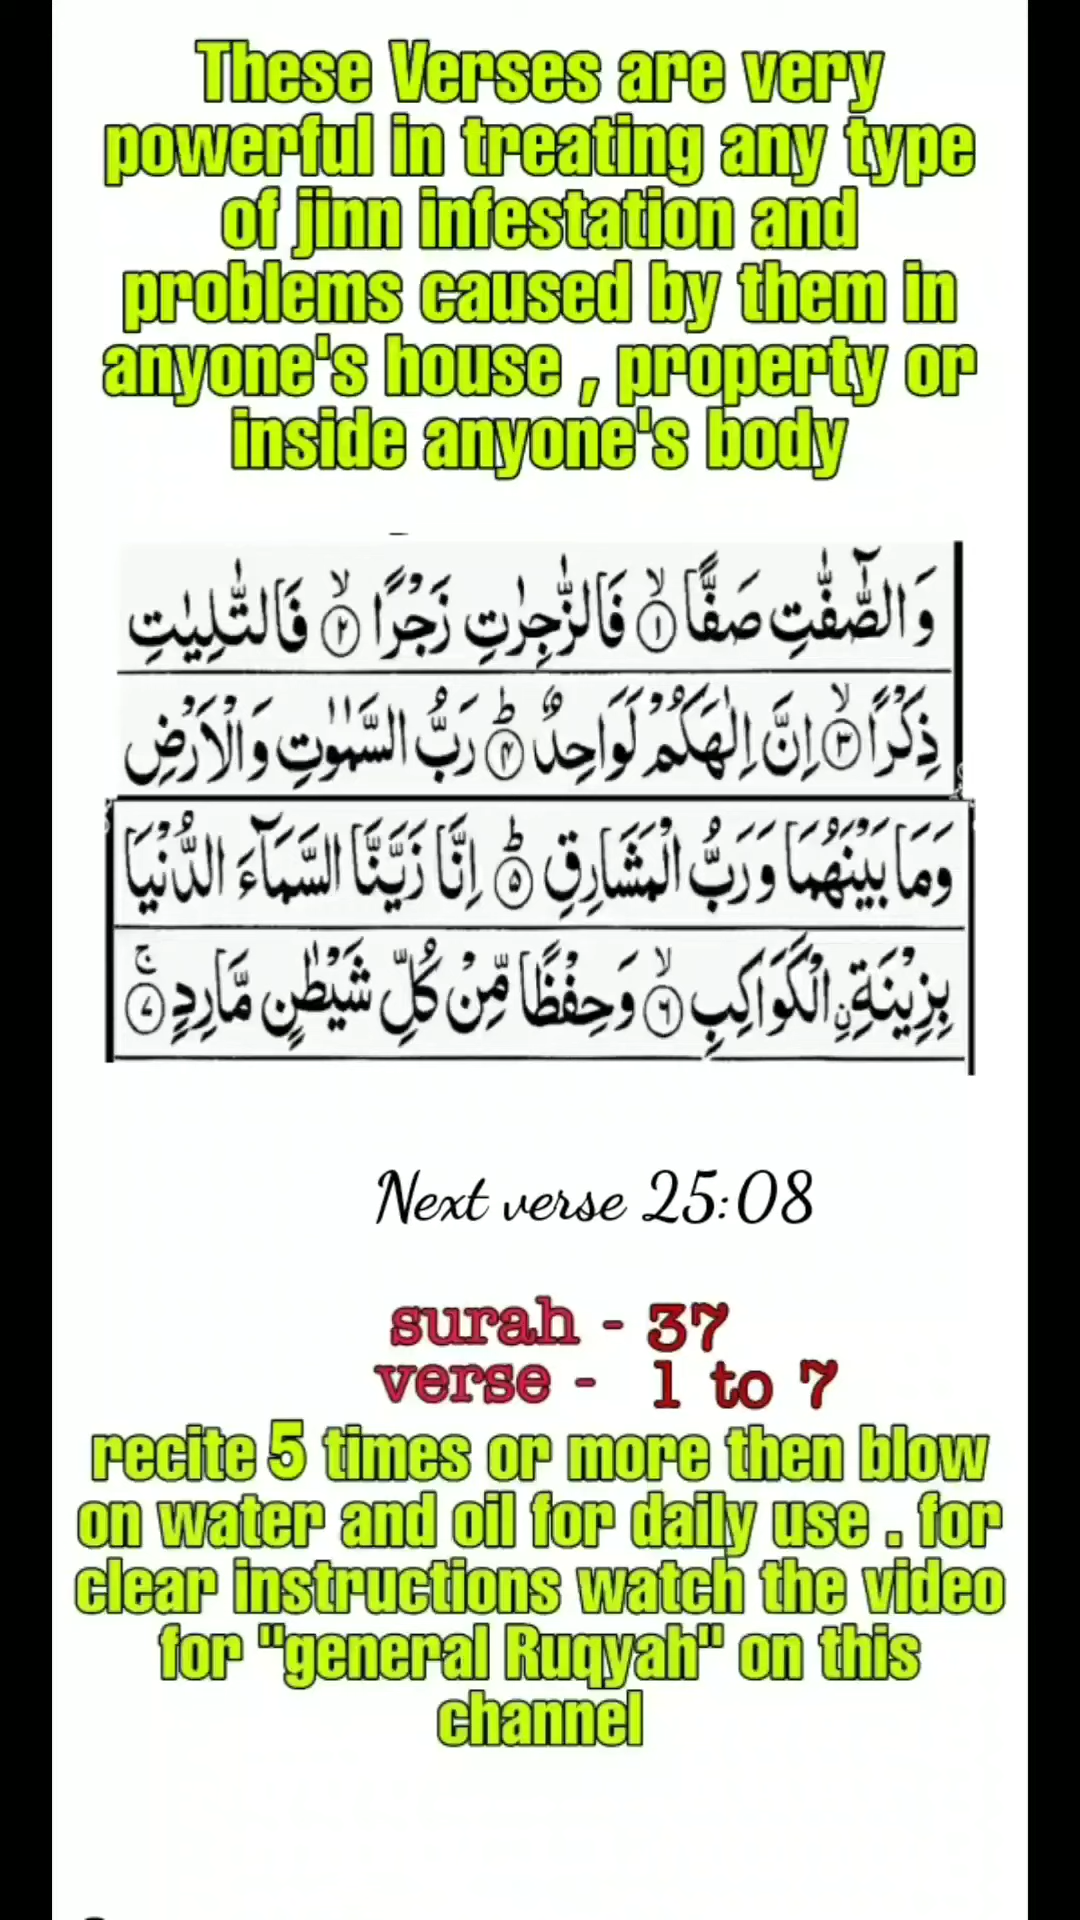 These Verses are very
powerful in treating any type
of jinn infestation and
problems caused by them in
anyone's house , property or
inside anyone's body
وَالصّٰٓفّٰتِ صَفًّا ۙ‏﴿۱﴾ فَالزّٰجِرٰتِ زَجْرًا ۙ‏﴿۲﴾ فَالتّٰلِيٰتِ
ذِكْرًا ۙ‏﴿۳﴾ اِنَّ اِلٰهَكُمْ لَوَاحِدٌ ؕ‏﴿۴﴾ رَبُّ السَّمٰوٰتِ وَالْاَرْضِ
وَمَا بَيْنَهُمَا وَرَبُّ الْمَشَارِقِ ؕ‏﴿۵﴾ اِنَّا زَيَّنَّا السَّمَآءَ الدُّنْيَا
بِزِيْنَةِ ۨالْكَوَاكِبِ ۙ‏﴿۶﴾ وَحِفْظًا مِّنْ كُلِّ شَيْطٰنٍ مَّارِدٍ ۚ‏﴿۷﴾
Next verse 25:08
surah - 37
verse - 1 to 7
recite 5 times or more then blow
on water and oil for daily use . for
clear instructions watch the video
for "general Ruqyah" on this
channel